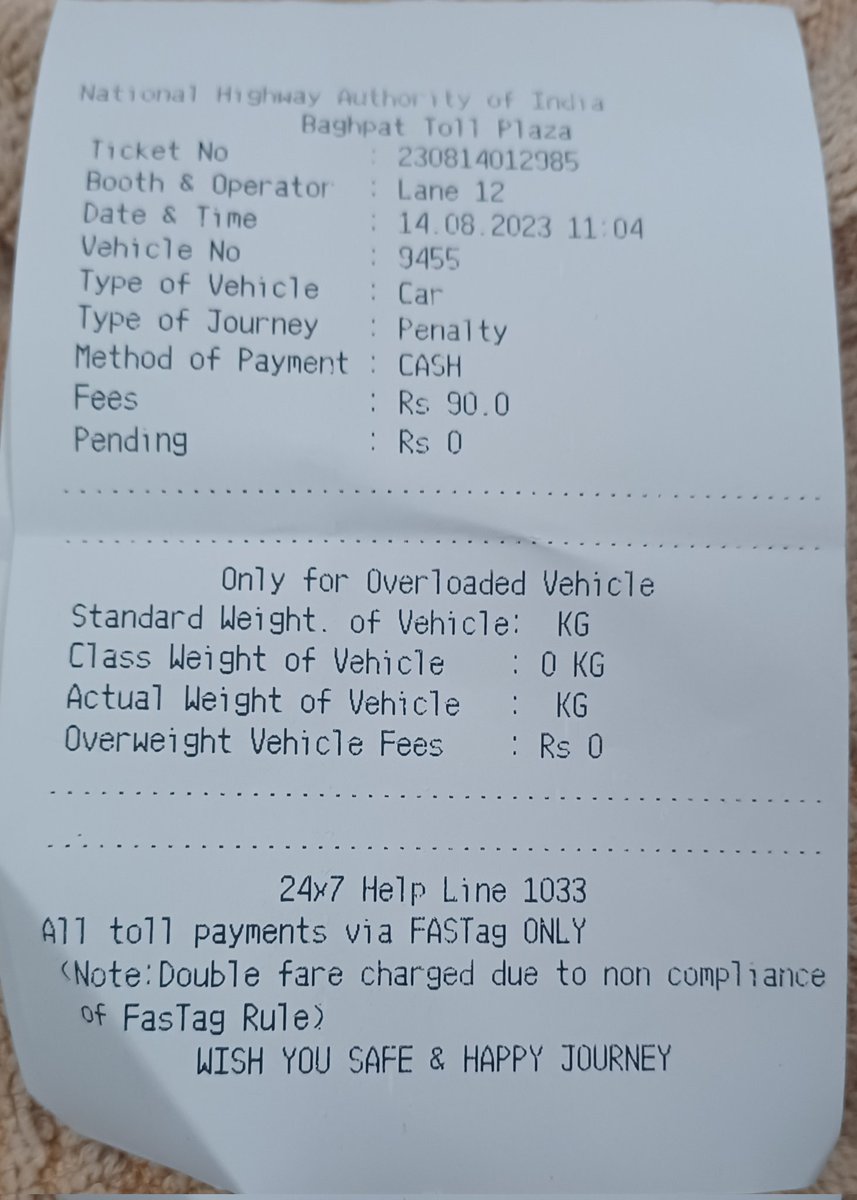 National Highway Authority of India
Baghpat Toll Plaza
Ticket No : 230814012985
Booth & Operator : Lane 12
Date & Time : 14.08.2023 11:04
Vehicle No : 9455
Type of Vehicle : Car
Type of Journey : Penalty
Method of Payment : CASH
Fees : Rs 90.0
Pending : Rs 0
Only for Overloaded Vehicle
Standard Weight. of Vehicle: KG
Class Weight of Vehicle : 0 KG
Actual Weight of Vehicle : KG
Overweight Vehicle Fees : Rs 0
24x7 Help Line 1033
All toll payments via FASTag ONLY
(Note:Double fare charged due to non compliance
of FasTag Rule)
WISH YOU SAFE & HAPPY JOURNEY